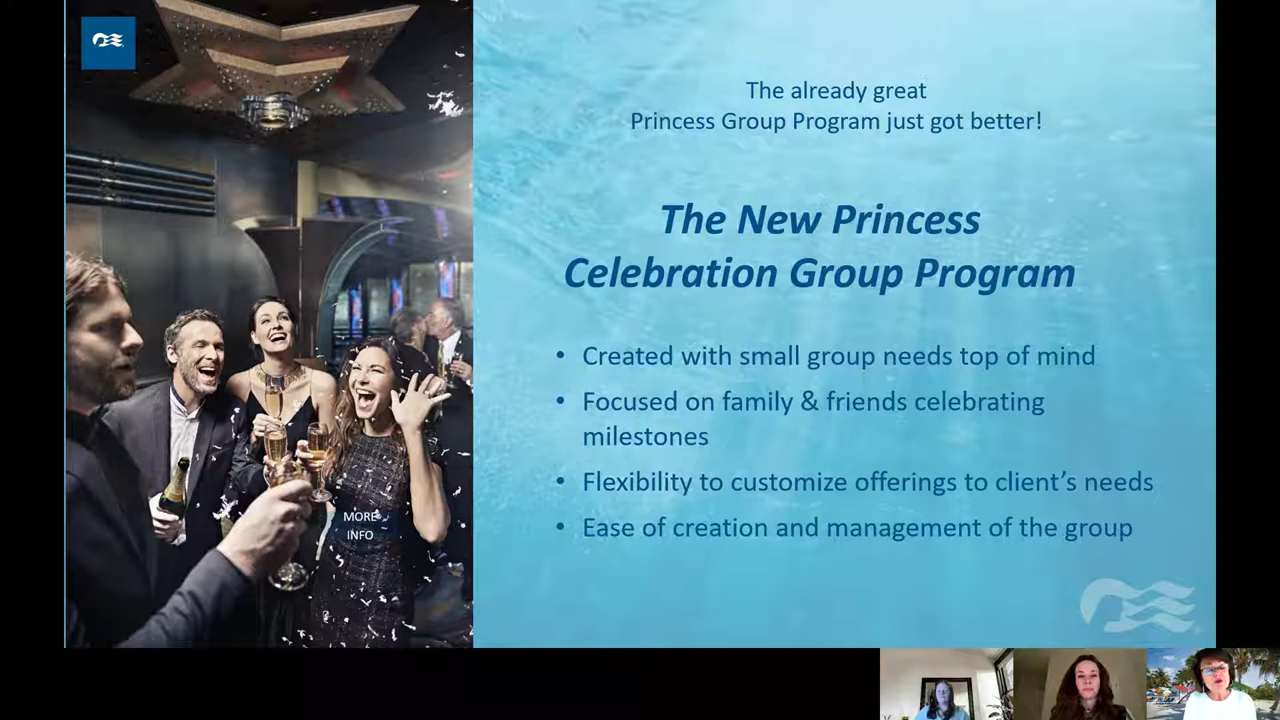 The already great
Princess Group Program just got better!
The New Princess
Celebration Group Program
• Created with small group needs top of mind
• Focused on family & friends celebrating
milestones
• Flexibility to customize offerings to client’s needs
• Ease of creation and management of the group
MORE
INFO